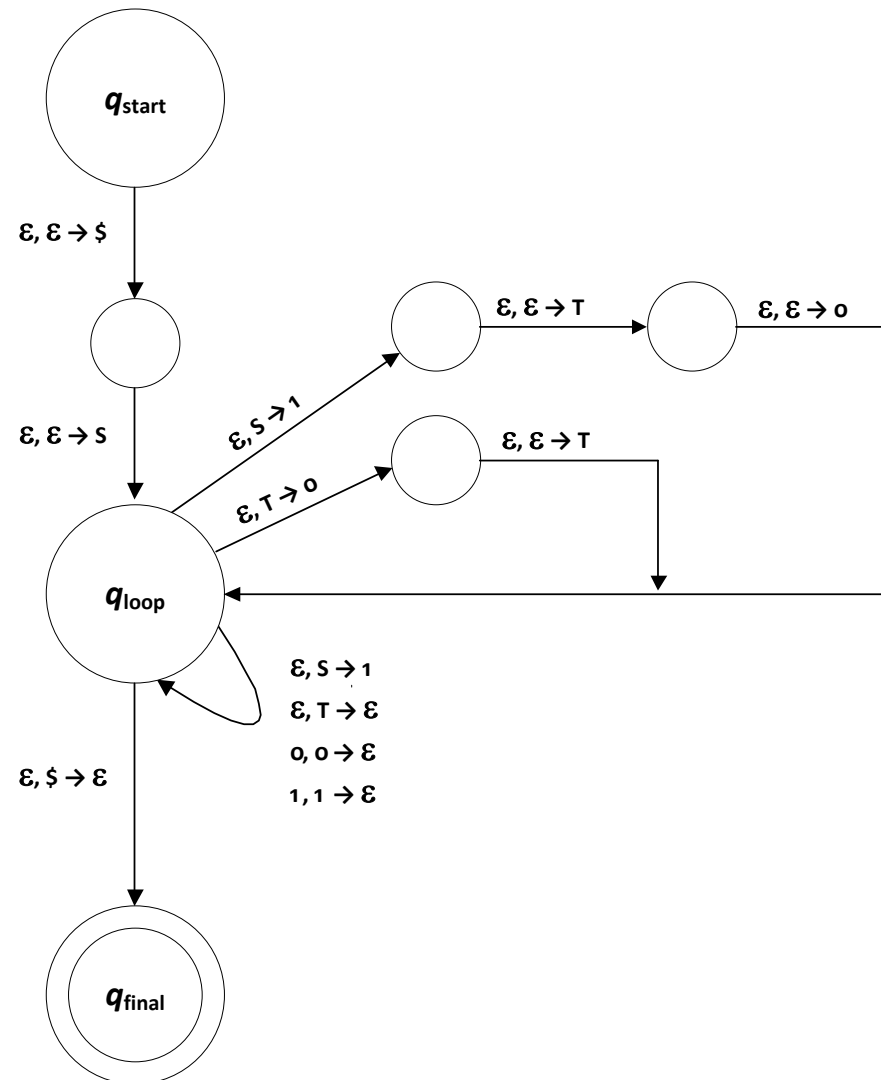 qstart
ε, ε → $
ε, ε → T
ε, ε → 0
ε, S → 1
ε, ε → S
ε, ε → T
ε, T → 0
qloop
ε, S → 1
ε, T → ε
0, 0 → ε
1, 1 → ε
ε, $ → ε
qfinal